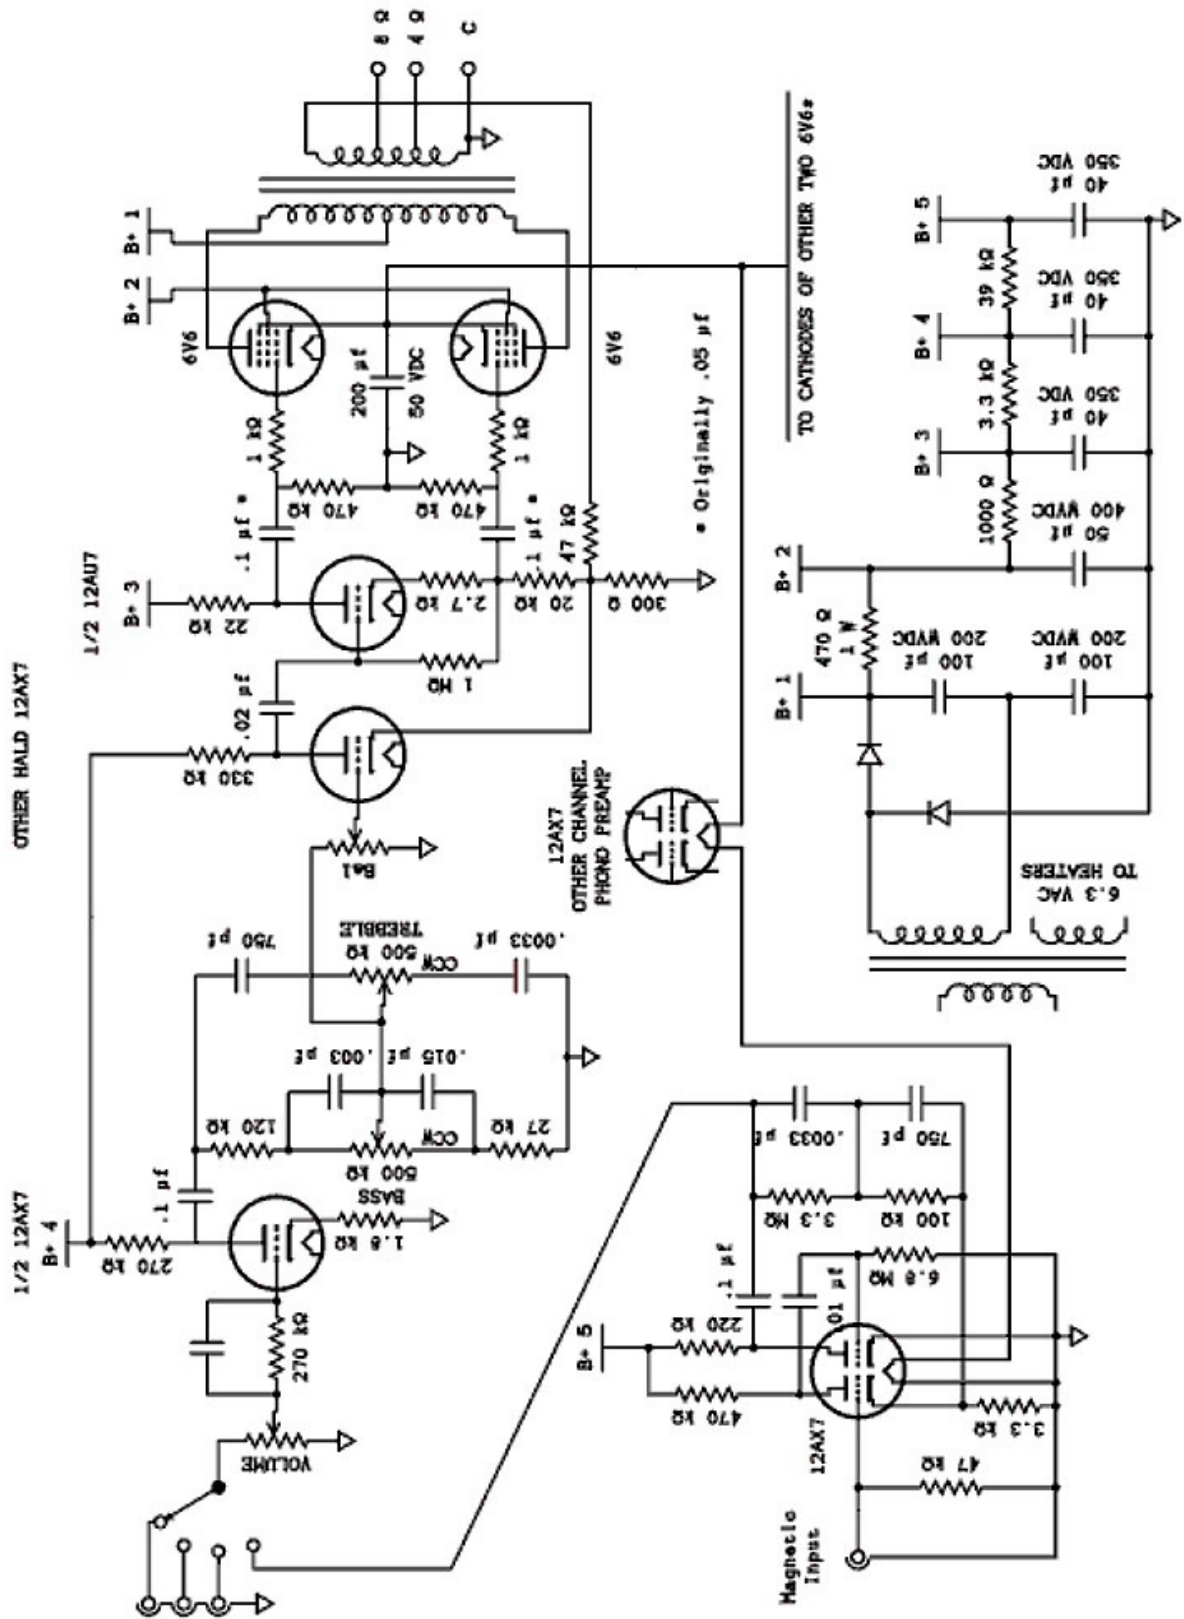 8 Ω
4 Ω
C
B+ 1
B+ 2
6V6
6V6
200 µf
50 VDC
1 kΩ
1 kΩ
470 kΩ
470 kΩ
.1 µf *
.1 µf *
47 kΩ
* Originally .05 µf
1/2 12AU7
B+ 3
22 kΩ
2.7 kΩ
20 kΩ
300 Ω
1 MΩ
.02 µf
330 kΩ
OTHER HALD 12AX7
Bal
750 pf
TREBBLE
500 kΩ
CCW
.0033 µf
.003 µf
.015 µf
120 kΩ
500 kΩ
BASS
CCW
27 kΩ
1/2 12AX7
B+ 4
270 kΩ
.1 µf
1.8 kΩ
270 kΩ
VOLUME
TO CATHODES OF OTHER TWO 6V6s
12AX7
OTHER CHANNEL
PHONO PREAMP
B+ 5
39 kΩ
B+ 4
3.3 kΩ
B+ 3
1000 Ω
B+ 2
470 Ω
1 W
B+ 1
40 µf
350 VDC
40 µf
350 VDC
40 µf
350 VDC
50 µf
400 WVDC
100 µf
200 WVDC
100 µf
200 WVDC
6.3 VAC
TO HEATERS
.0033 µf
750 pf
3.3 MΩ
100 kΩ
6.8 MΩ
.1 µf
01 µf
B+ 5
220 kΩ
470 kΩ
12AX7
3.3 kΩ
47 kΩ
Magnetic
Input